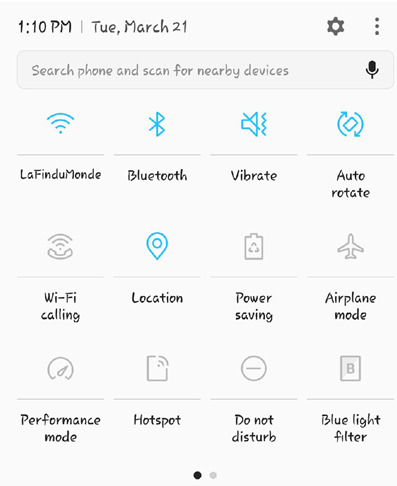 1:10 PM | Tue, March 21
Search phone and scan for nearby devices
LaFinduMonde Bluetooth Vibrate Auto
rotate
Wi-Fi Location Power Airplane
calling saving mode
Performance Hotspot Do not Blue light
mode disturb filter
B